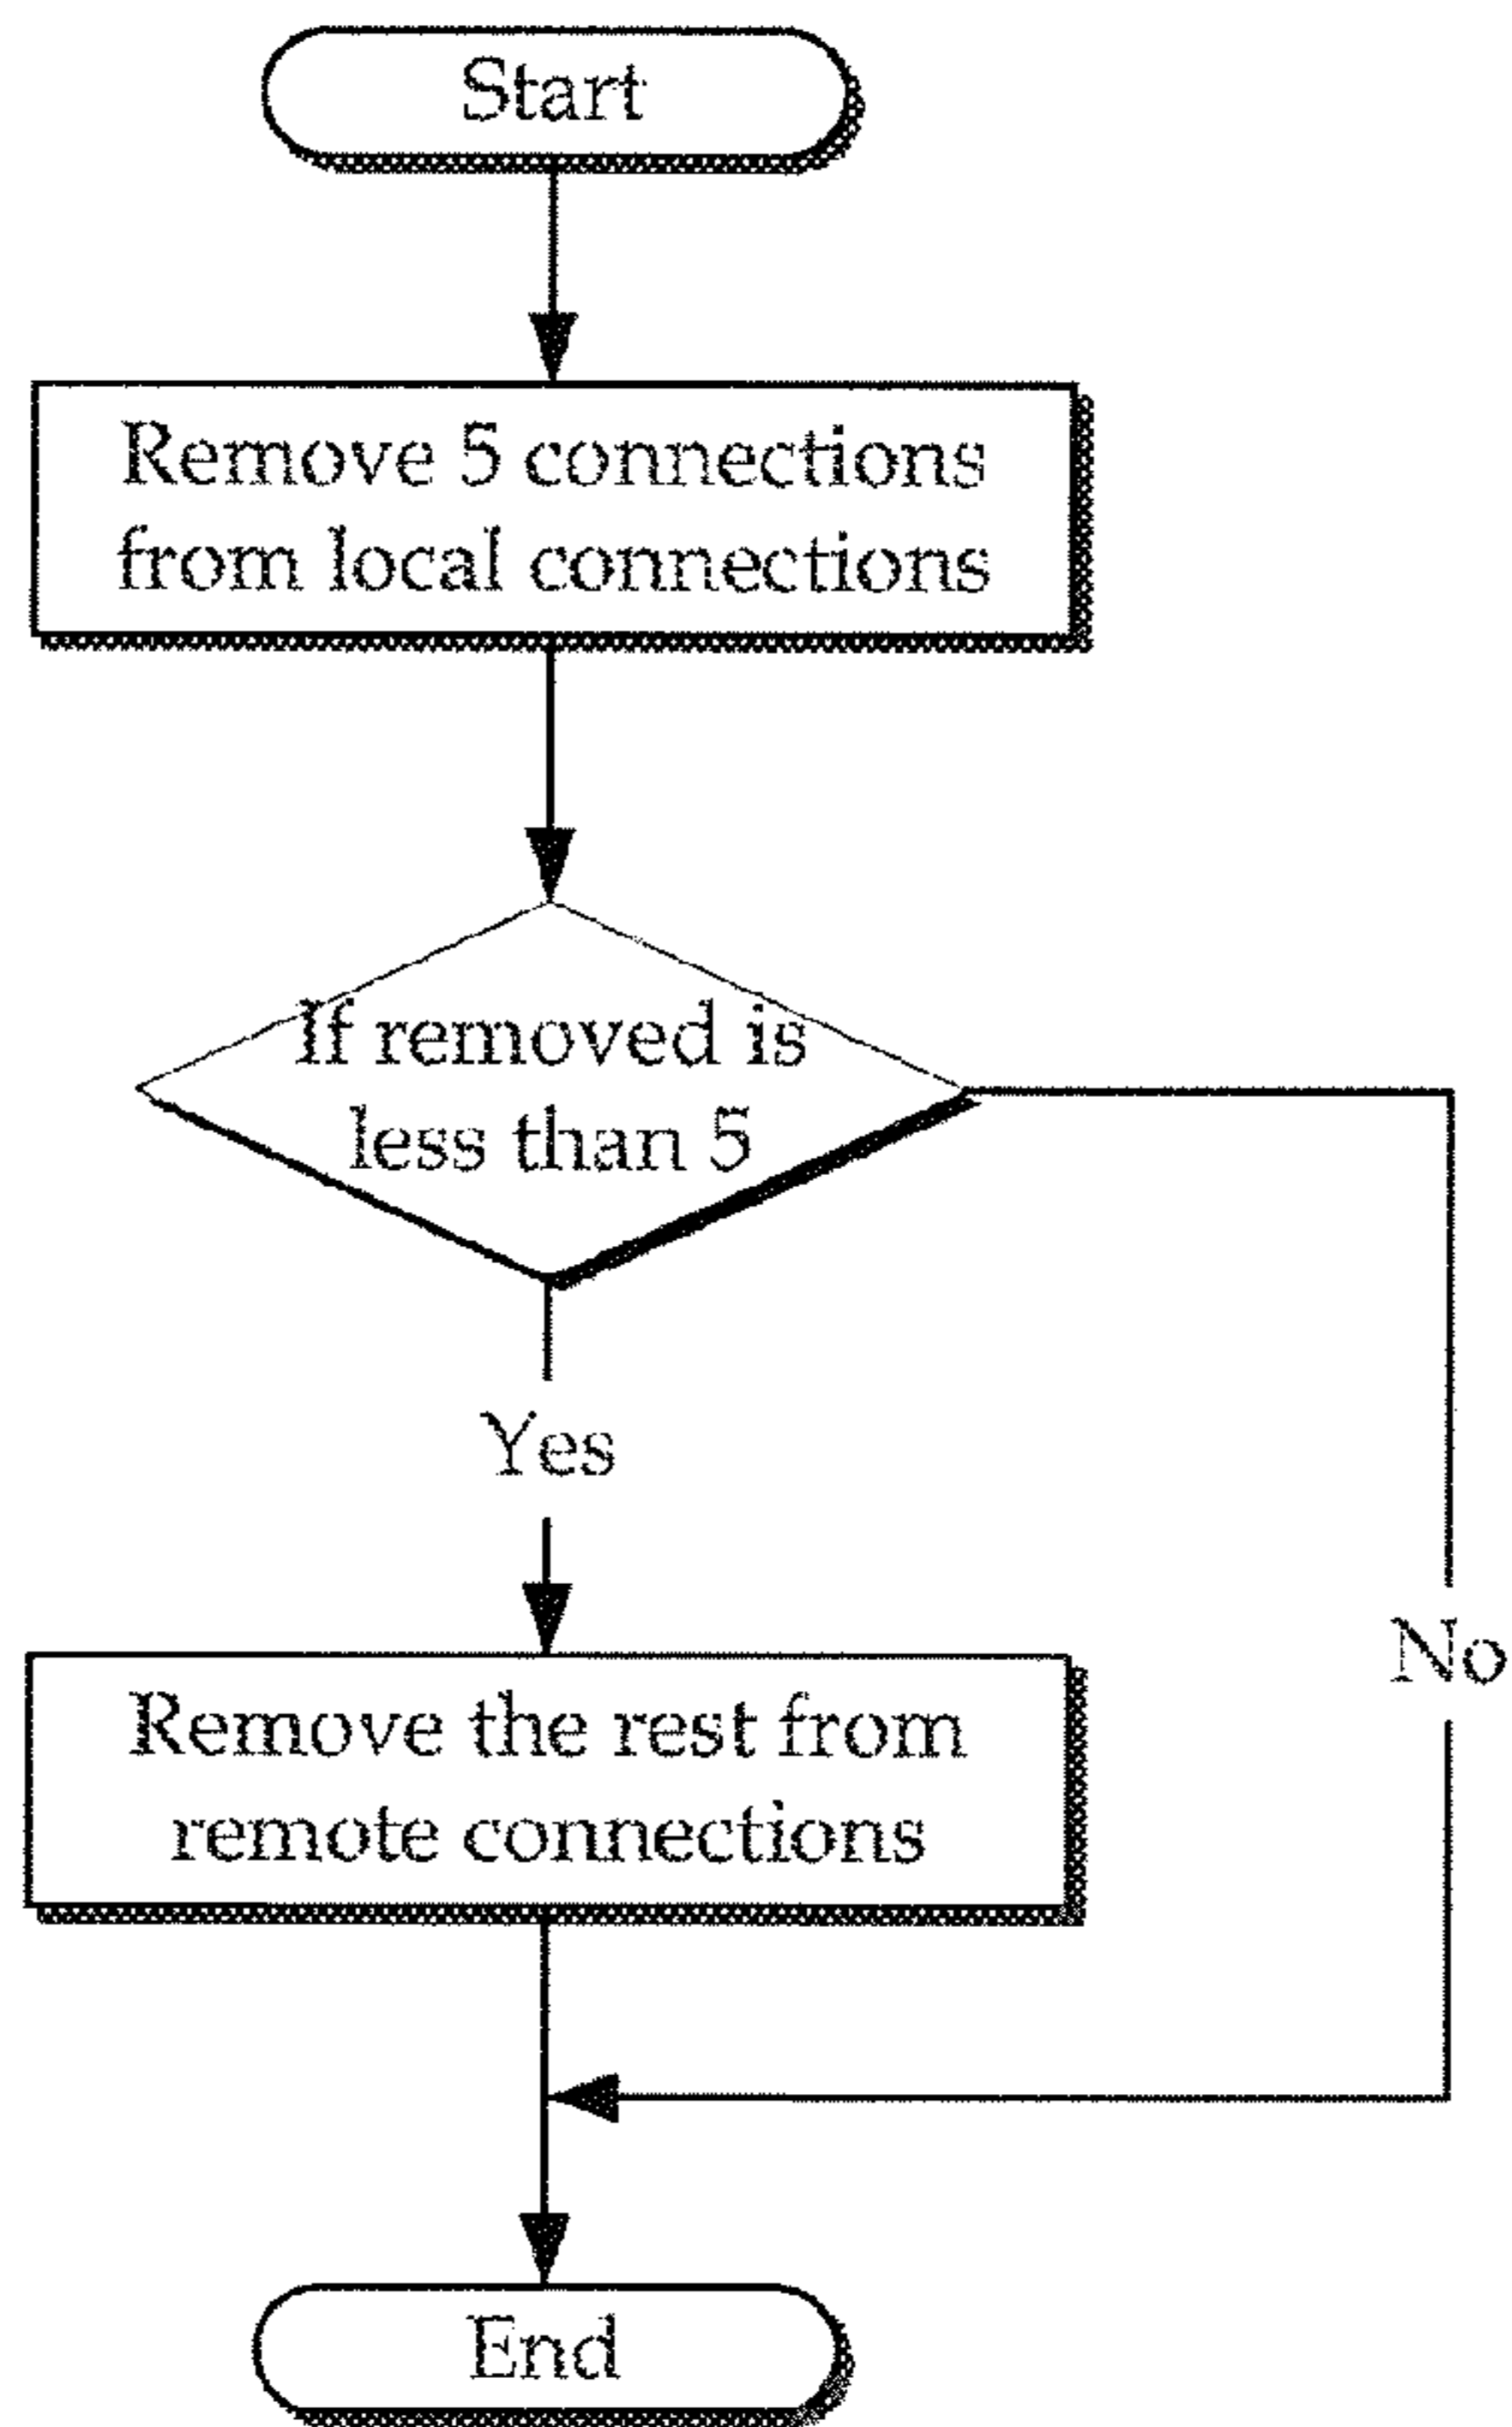 Start
Remove 5 connections
from local connections
If removed is
less than 5
Yes
No
Remove the rest from
remote connections
End